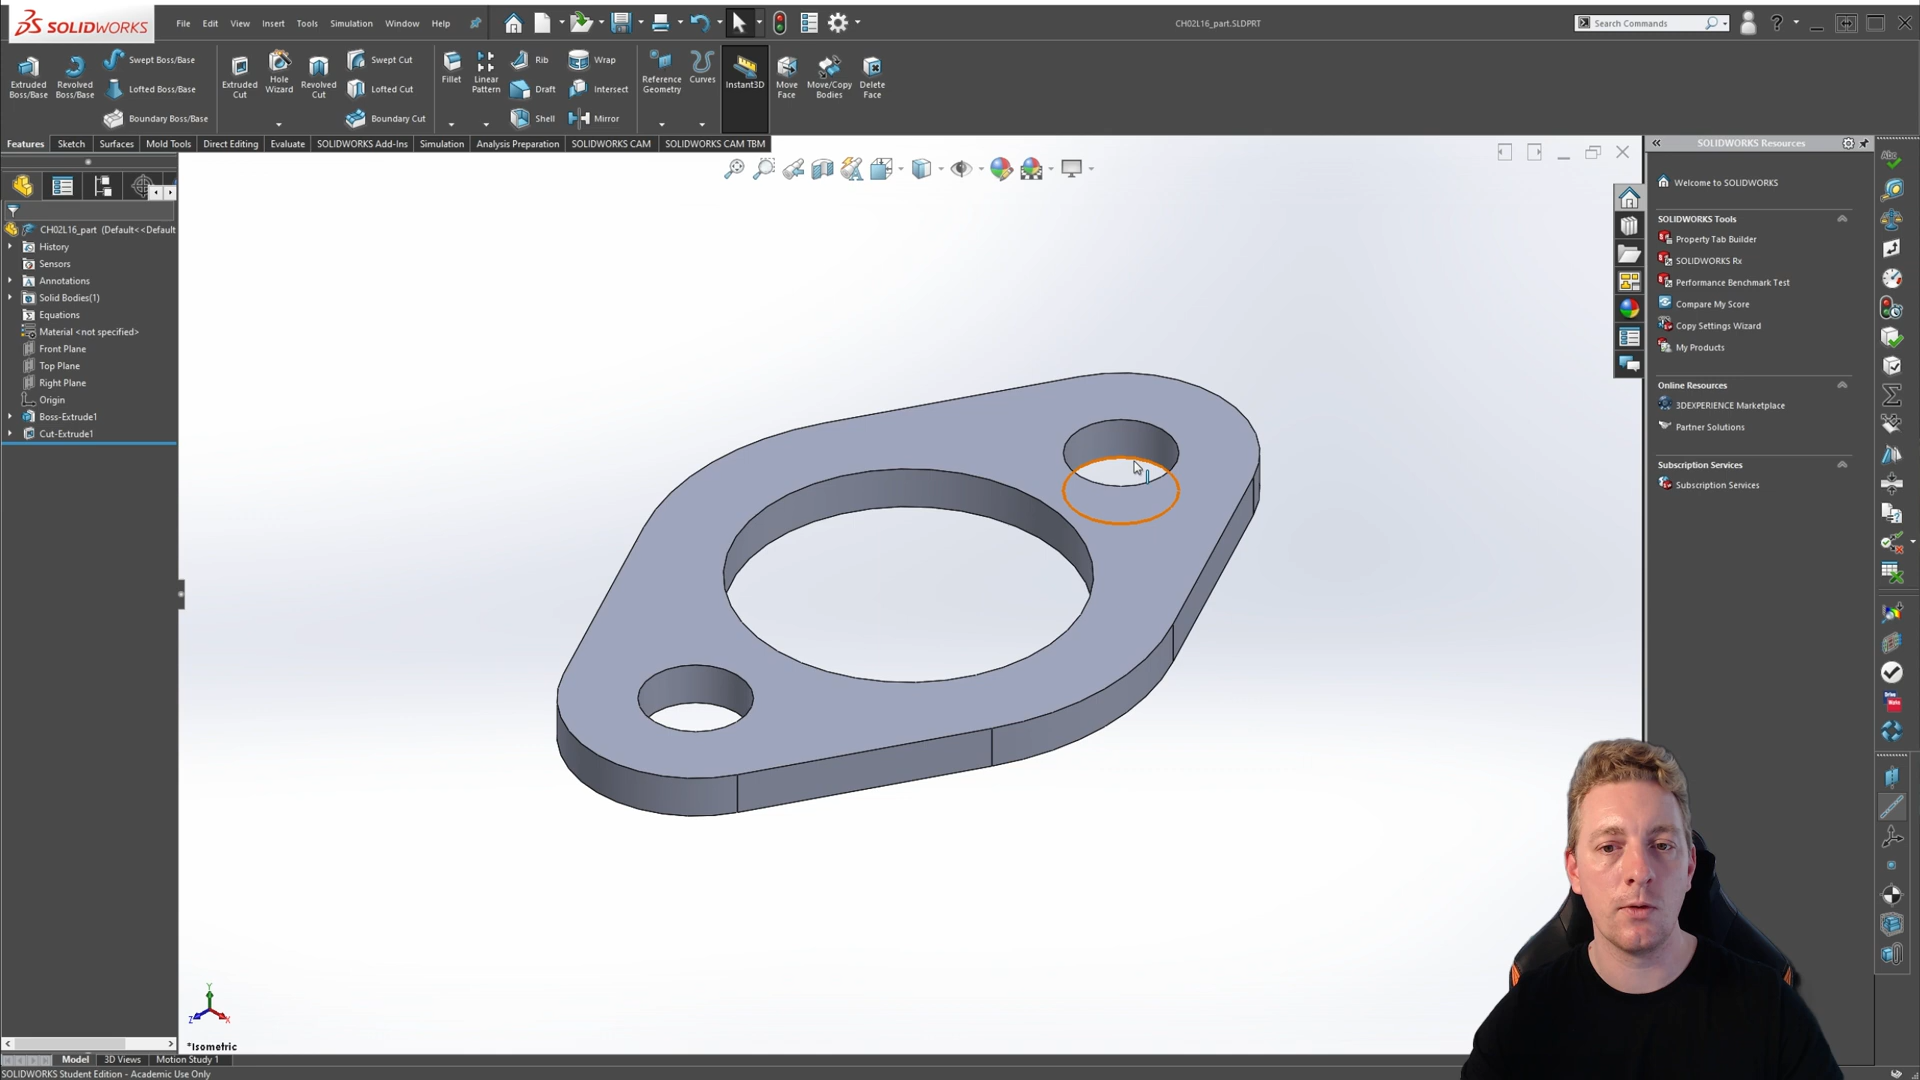 SOLIDWORKS
File Edit View Insert Tools Simulation Window Help
CH02L16_part.SLDPRT
Search Commands
Extruded Boss/Base
Revolved Boss/Base
Swept Boss/Base
Lofted Boss/Base
Boundary Boss/Base
Extruded Cut
Hole Wizard
Revolved Cut
Swept Cut
Lofted Cut
Boundary Cut
Fillet
Linear Pattern
Rib
Draft
Shell
Wrap
Intersect
Mirror
Reference Geometry
Curves
Instant3D
Move Face
Move/Copy Bodies
Delete Face
Features Sketch Surfaces Mold Tools Direct Editing Evaluate SOLIDWORKS Add-Ins Simulation Analysis Preparation SOLIDWORKS CAM SOLIDWORKS CAM TBM
CH02L16_part (Default<<Default
History
Sensors
Annotations
Solid Bodies(1)
Equations
Material <not specified>
Front Plane
Top Plane
Right Plane
Origin
Boss-Extrude1
Cut-Extrude1
SOLIDWORKS Resources
Welcome to SOLIDWORKS
SOLIDWORKS Tools
Property Tab Builder
SOLIDWORKS Rx
Performance Benchmark Test
Compare My Score
Copy Settings Wizard
My Products
Online Resources
3DEXPERIENCE Marketplace
Partner Solutions
Subscription Services
Subscription Services
Y
Z
X
*Isometric
Model 3D Views Motion Study 1
SOLIDWORKS Student Edition - Academic Use Only